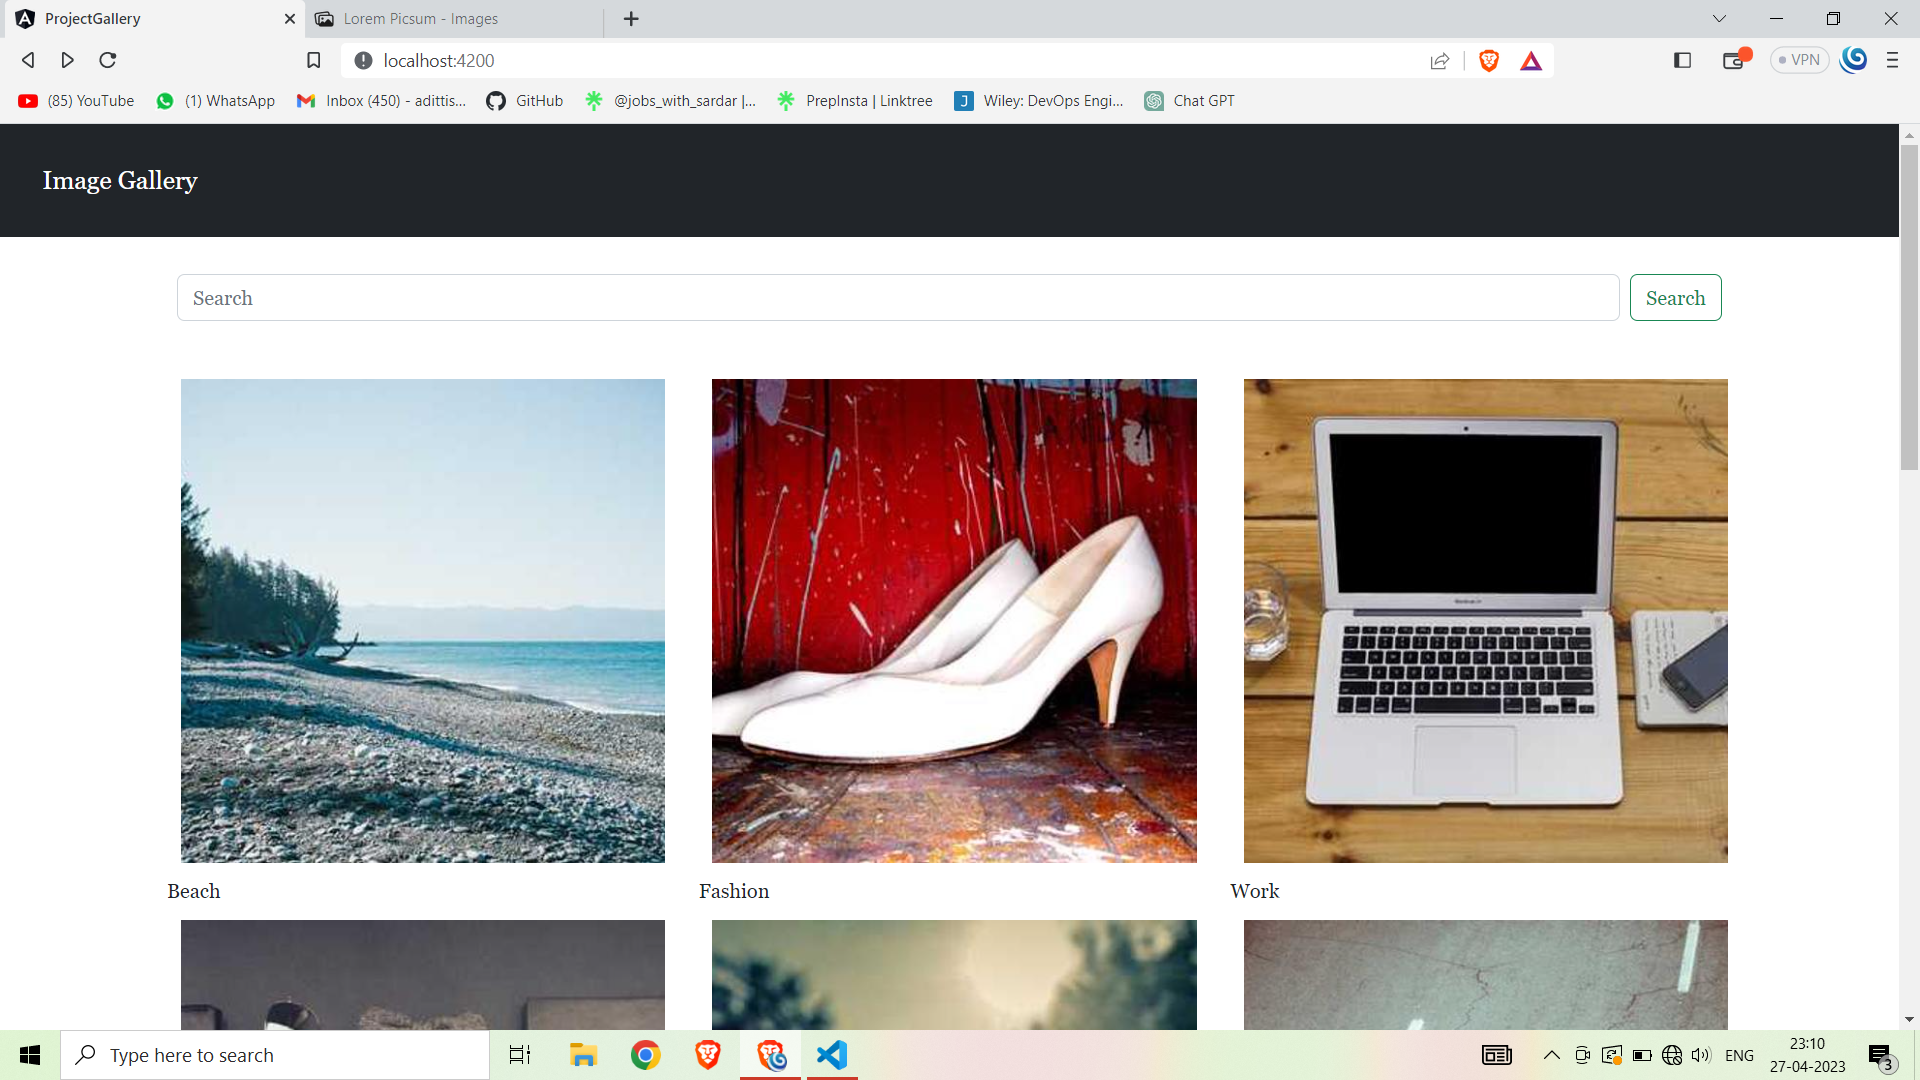 ProjectGallery
Lorem Picsum - Images
localhost:4200
VPN
(85) YouTube
(1) WhatsApp
Inbox (450) - adittis...
GitHub
@jobs_with_sardar |...
PrepInsta | Linktree
J
Wiley: DevOps Engi...
Chat GPT
Image Gallery
Search
Search
Beach
Fashion
Work
Type here to search
ENG
23:10
27-04-2023
3